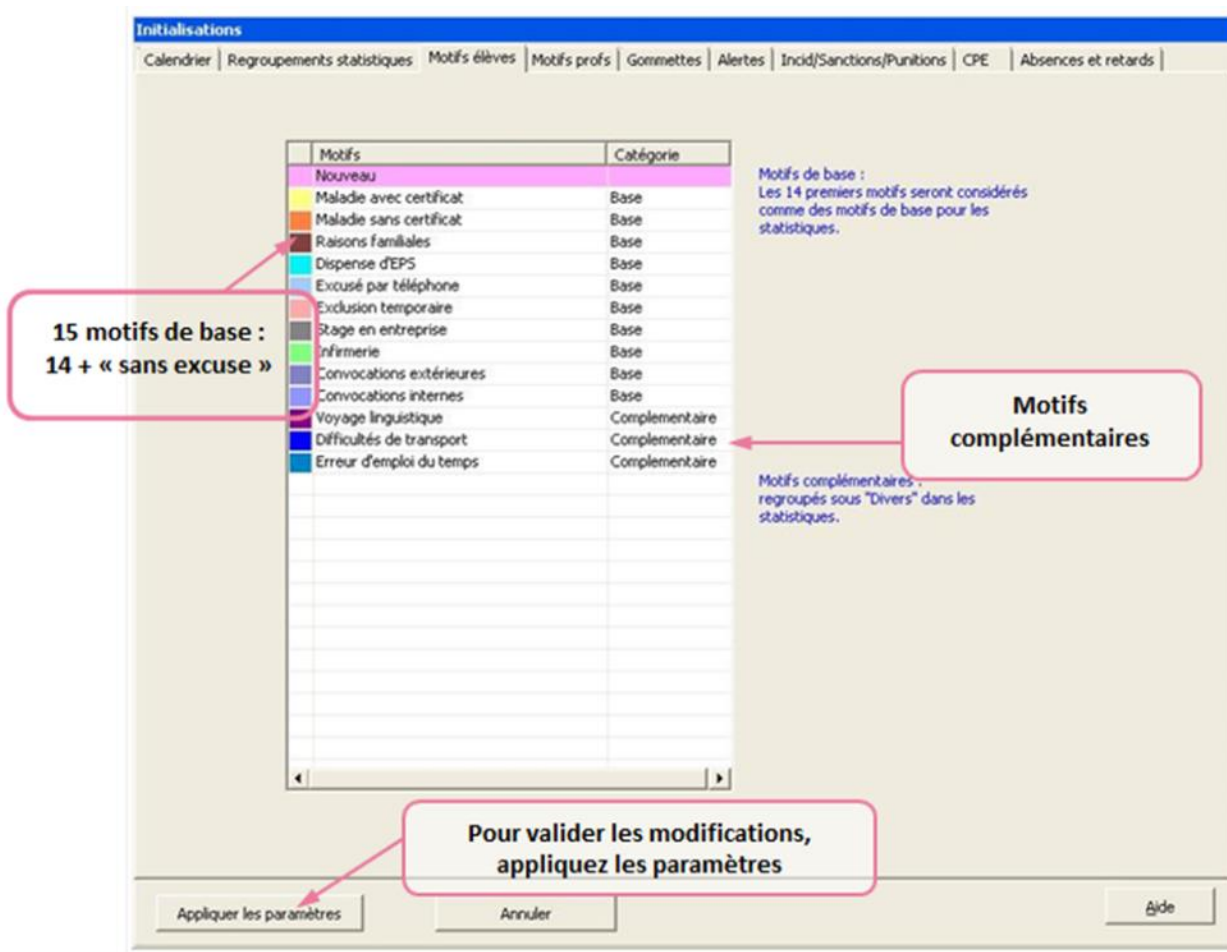 Initialisations
Calendrier Regroupements statistiques Motifs élèves Motifs profs Gommettes Alertes Incid/Sanctions/Punitions CPE Absences et retards
Motifs Catégorie
Nouveau
Maladie avec certificat Base
Maladie sans certificat Base
Raisons familiales Base
Dispense d'EPS Base
Excusé par téléphone Base
Exclusion temporaire Base
Stage en entreprise Base
Infirmerie Base
Convocations extérieures Base
Convocations internes Base
Voyage linguistique Complementaire
Difficultés de transport Complementaire
Erreur d'emploi du temps Complementaire
Motifs de base :
Les 14 premiers motifs seront considérés
comme des motifs de base pour les
statistiques.
15 motifs de base :
14 + « sans excuse »
Motifs
complémentaires
Motifs complémentaires :
regroupés sous "Divers" dans les
statistiques.
Pour valider les modifications,
appliquez les paramètres
Appliquer les paramètres Annuler Aide